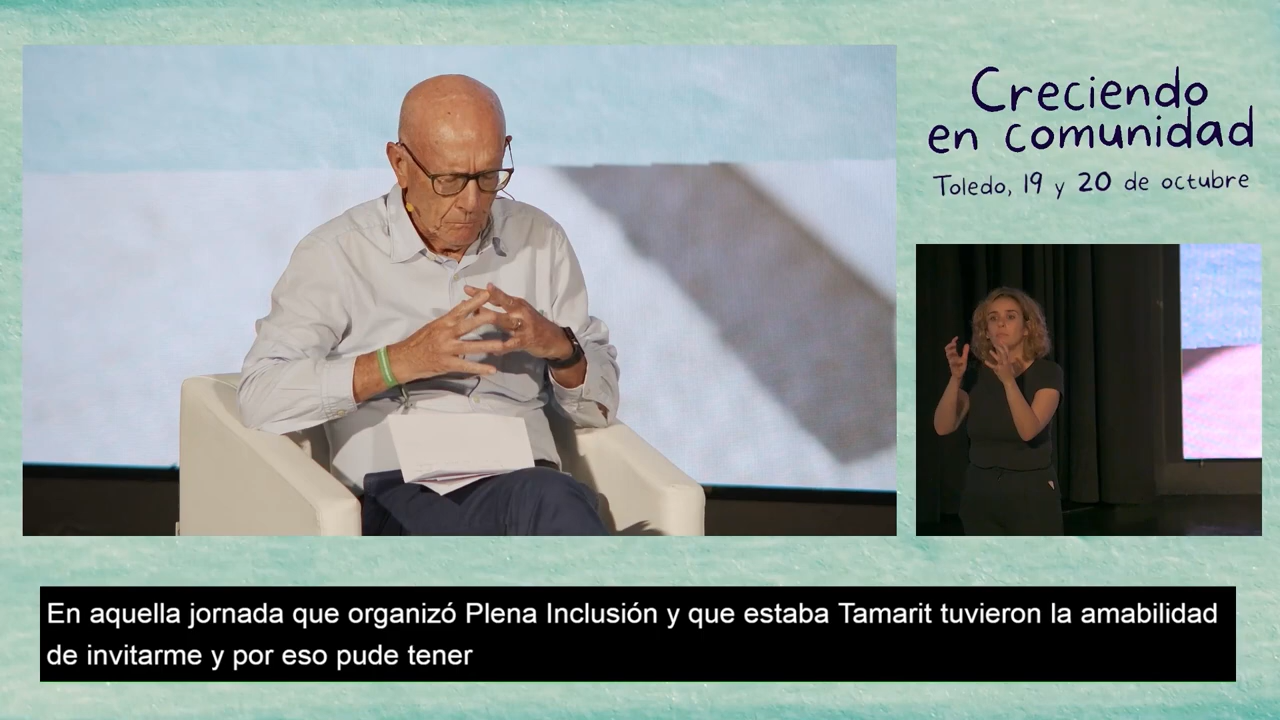 Creciendo
en comunidad
Toledo, 19 y 20 de octubre
En aquella jornada que organizó Plena Inclusión y que estaba Tamarit tuvieron la amabilidad
de invitarme y por eso pude tener